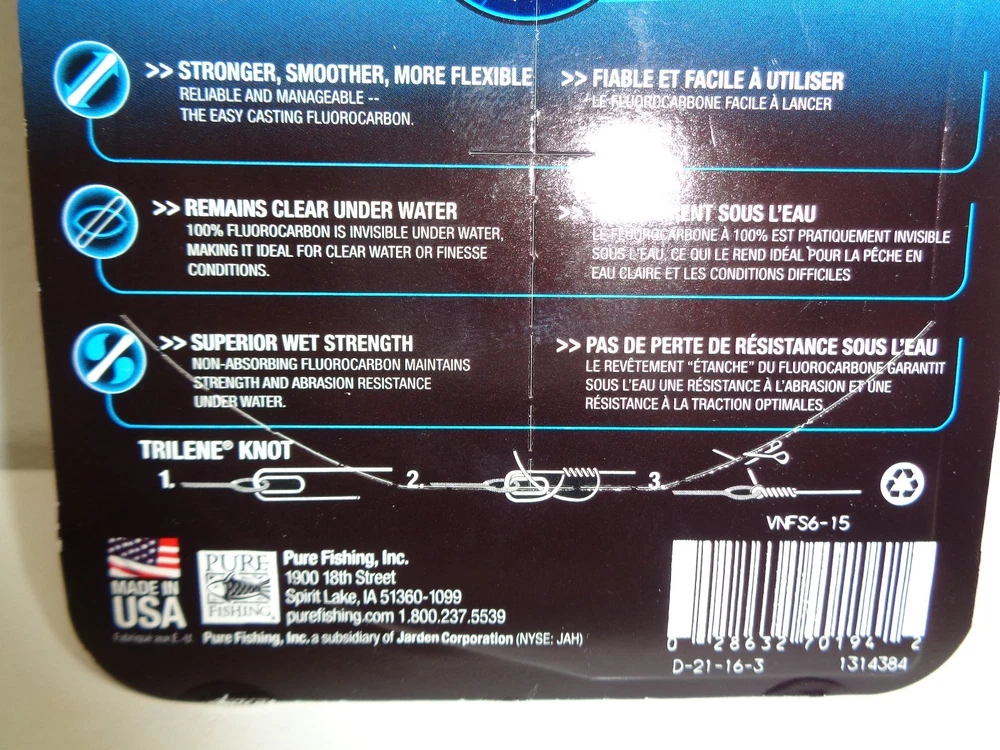 >> STRONGER, SMOOTHER, MORE FLEXIBLE
RELIABLE AND MANAGEABLE --
THE EASY CASTING FLUOROCARBON.
>> FIABLE ET FACILE À UTILISER
LE FLUOROCARBONE FACILE À LANCER
>> REMAINS CLEAR UNDER WATER
100% FLUOROCARBON IS INVISIBLE UNDER WATER,
MAKING IT IDEAL FOR CLEAR WATER OR FINESSE
CONDITIONS.
>> SOUS L'EAU
LE FLUOROCARBONE À 100% EST PRATIQUEMENT INVISIBLE
SOUS L'EAU, CE QUI LE REND IDÉAL POUR LA PÊCHE EN
EAU CLAIRE ET LES CONDITIONS DIFFICILES
>> SUPERIOR WET STRENGTH
NON-ABSORBING FLUOROCARBON MAINTAINS
STRENGTH AND ABRASION RESISTANCE
UNDER WATER.
>> PAS DE PERTE DE RÉSISTANCE SOUS L'EAU
LE REVÊTEMENT "ÉTANCHE" DU FLUOROCARBONE GARANTIT
SOUS L'EAU UNE RÉSISTANCE À L'ABRASION ET UNE
RÉSISTANCE À LA TRACTION OPTIMALES.
TRILENE® KNOT
1. 2. 3.
VNFS6-15
MADE IN
USA
Fabriqué aux É.-U.
PURE
FISHING
Pure Fishing, Inc.
1900 18th Street
Spirit Lake, IA 51360-1099
purefishing.com 1.800.237.5539
Pure Fishing, Inc. a subsidiary of Jarden Corporation (NYSE: JAH)
0 28632 70194 2
D-21-16-3 1314384